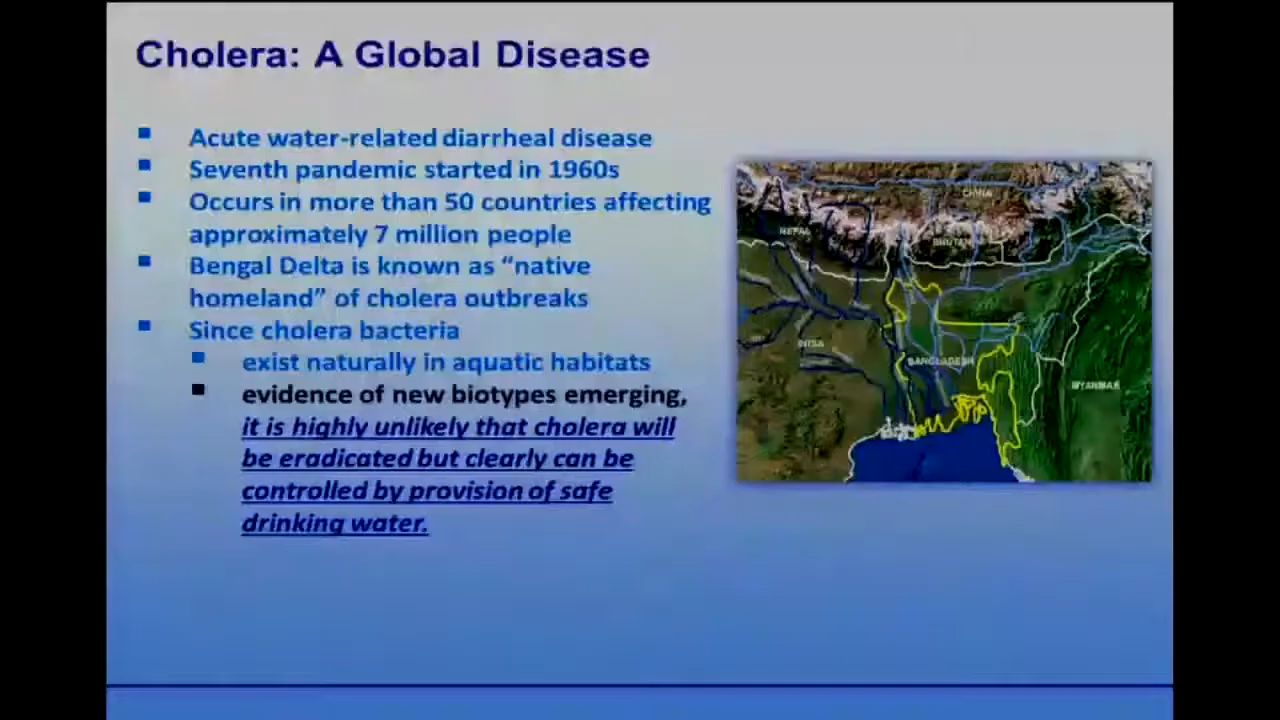 Cholera: A Global Disease
Acute water-related diarrheal disease
Seventh pandemic started in 1960s
Occurs in more than 50 countries affecting
approximately 7 million people
Bengal Delta is known as “native
homeland” of cholera outbreaks
Since cholera bacteria
exist naturally in aquatic habitats
evidence of new biotypes emerging,
it is highly unlikely that cholera will
be eradicated but clearly can be
controlled by provision of safe
drinking water.
CHINA
NEPAL
BHUTAN
INDIA
BANGLADESH
MYANMAR